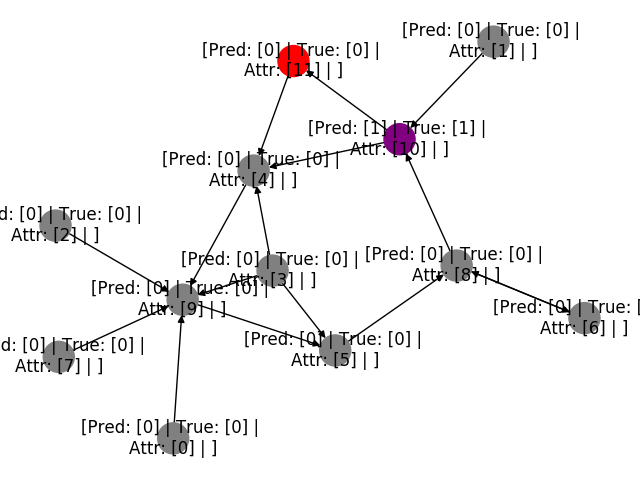 [Pred: [0] | True: [0] |
Attr: [1] | ]
[Pred: [0] | True: [0] |
Attr: [11] | ]
[Pred: [1] | True: [1] |
Attr: [10] | ]
[Pred: [0] | True: [0] |
Attr: [4] | ]
d: [0] | True: [0] |
Attr: [2] | ]
[Pred: [0] | True: [0] |
Attr: [3] | ]
[Pred: [0] | True: [0] |
Attr: [8] | ]
[Pred: [0] | True: [0] |
Attr: [9] | ]
[Pred: [0] | True: [
Attr: [6] | ]
[Pred: [0] | True: [0] |
Attr: [5] | ]
d: [0] | True: [0] |
Attr: [7] | ]
[Pred: [0] | True: [0] |
Attr: [0] | ]